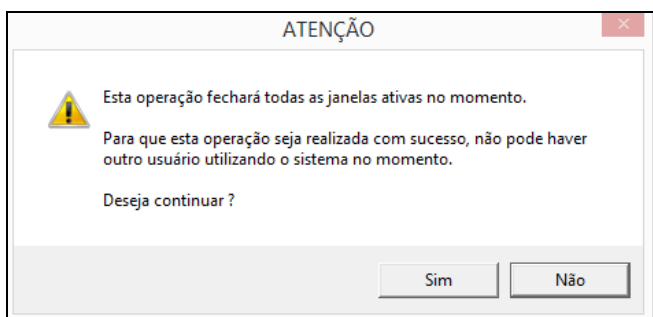 ATENÇÃO
Esta operação fechará todas as janelas ativas no momento.
Para que esta operação seja realizada com sucesso, não pode haver
outro usuário utilizando o sistema no momento.
Deseja continuar ?
Sim
Não